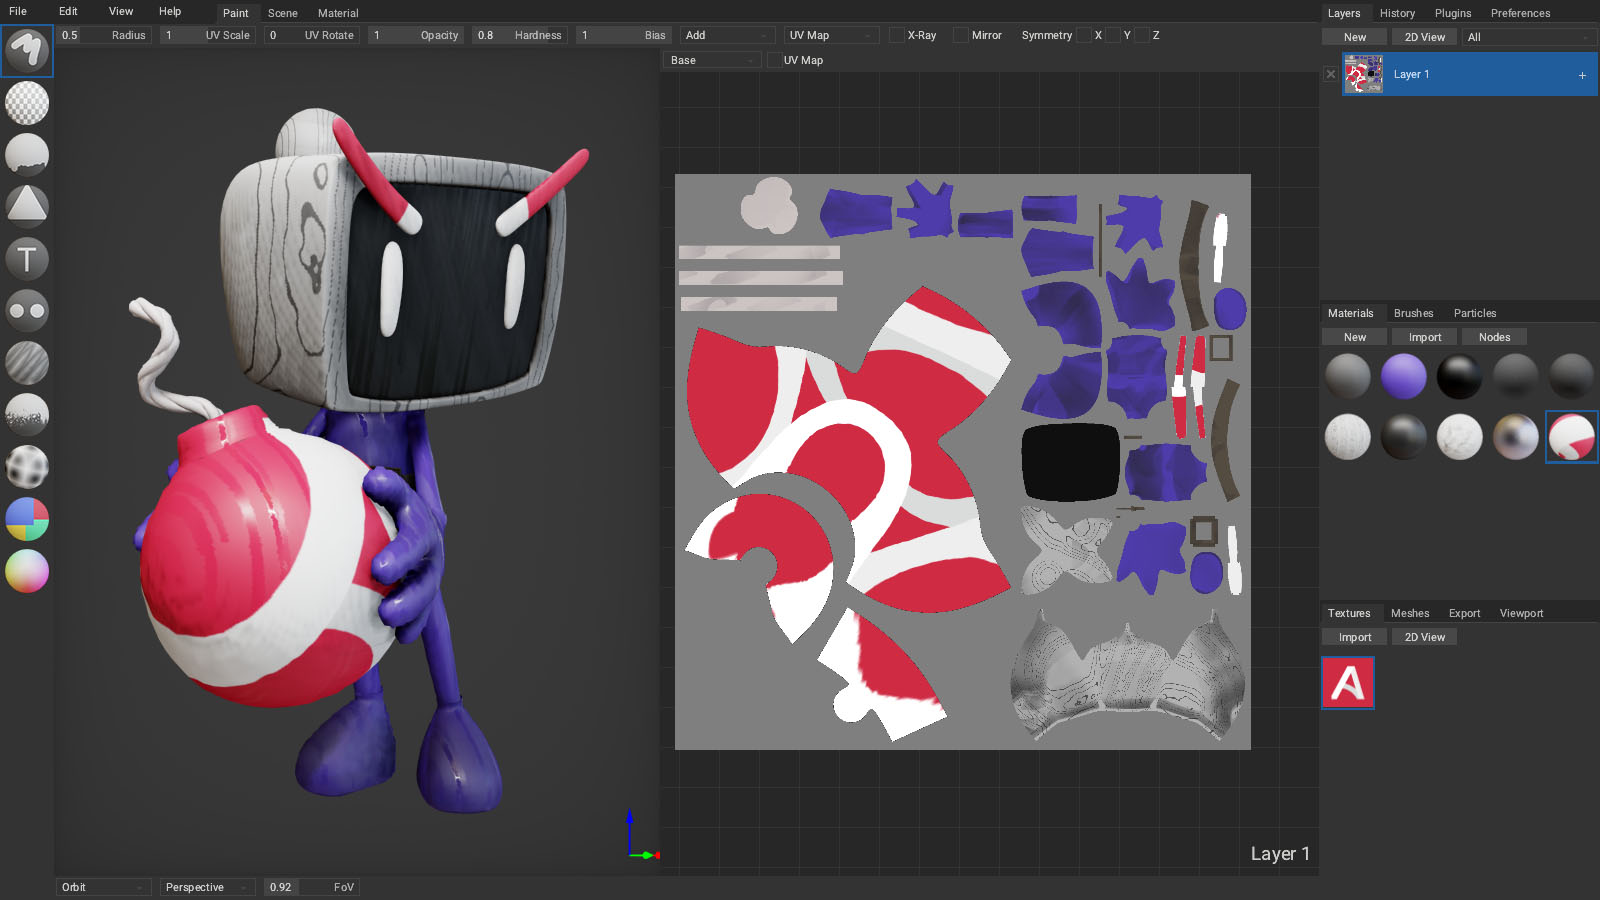 File Edit View Help Paint Scene Material
0.5 Radius 1 UV Scale 0 UV Rotate 1 Opacity 0.8 Hardness 1 Bias Add UV Map X-Ray Mirror Symmetry X Y Z
Base UV Map
T
Layer 1
Orbit Perspective 0.92 FoV
Layers History Plugins Preferences
New 2D View All
Layer 1 +
Materials Brushes Particles
New Import Nodes
Textures Meshes Export Viewport
Import 2D View
A